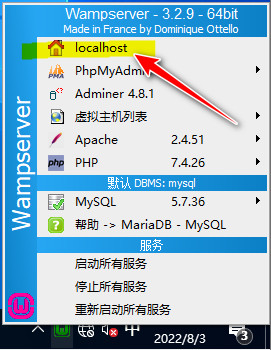 Wampserver - 3.2.9 - 64bit
Made in France by Dominique Ottello
Wampserver
localhost
PhpMyAdmin
Adminer 4.8.1
虚拟主机列表
Apache 2.4.51
PHP 7.4.26
默认 DBMS: mysql
MySQL 5.7.36
帮助 -> MariaDB - MySQL
服务
启动所有服务
停止所有服务
重新启动所有服务
中
2022/8/3
3